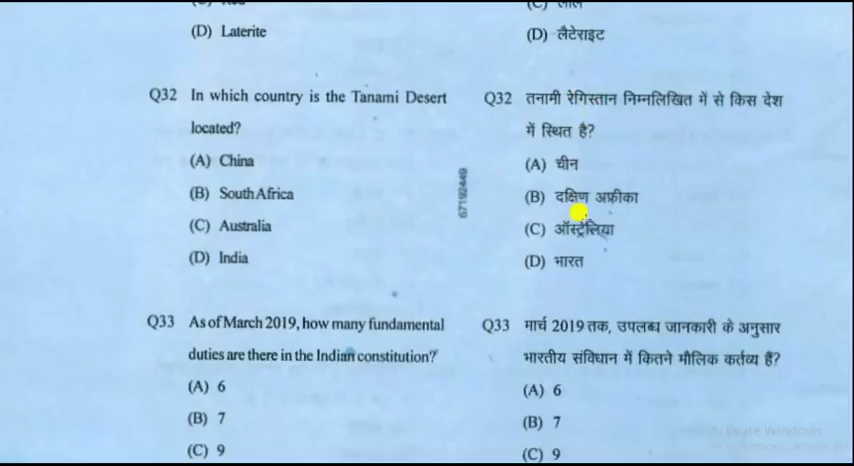 (D) Laterite
Q32 In which country is the Tanami Desert
located?
(A) China
(B) South Africa
(C) Australia
(D) India
Q33 As of March 2019, how many fundamental
duties are there in the Indian constitution?
(A) 6
(B) 7
(C) 9
67192449
(C) लाल
(D) लैटेराइट
Q32 तनामी रेगिस्तान निम्नलिखित में से किस देश
में स्थित है?
(A) चीन
(B) दक्षिण अफ्रीका
(C) ऑस्ट्रेलिया
(D) भारत
Q33 मार्च 2019 तक, उपलब्ध जानकारी के अनुसार
भारतीय संविधान में कितने मौलिक कर्तव्य हैं?
(A) 6
(B) 7
(C) 9
Activate Windows